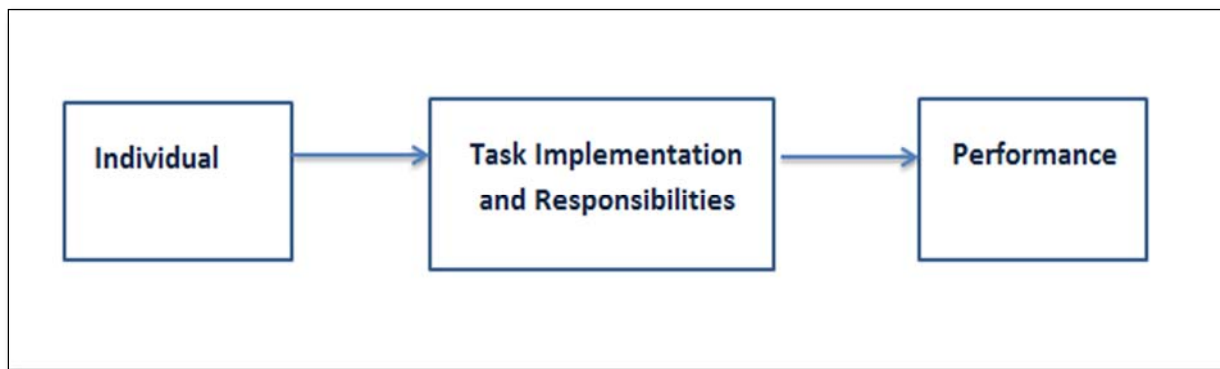 Individual
Task Implementation
and Responsibilities
Performance